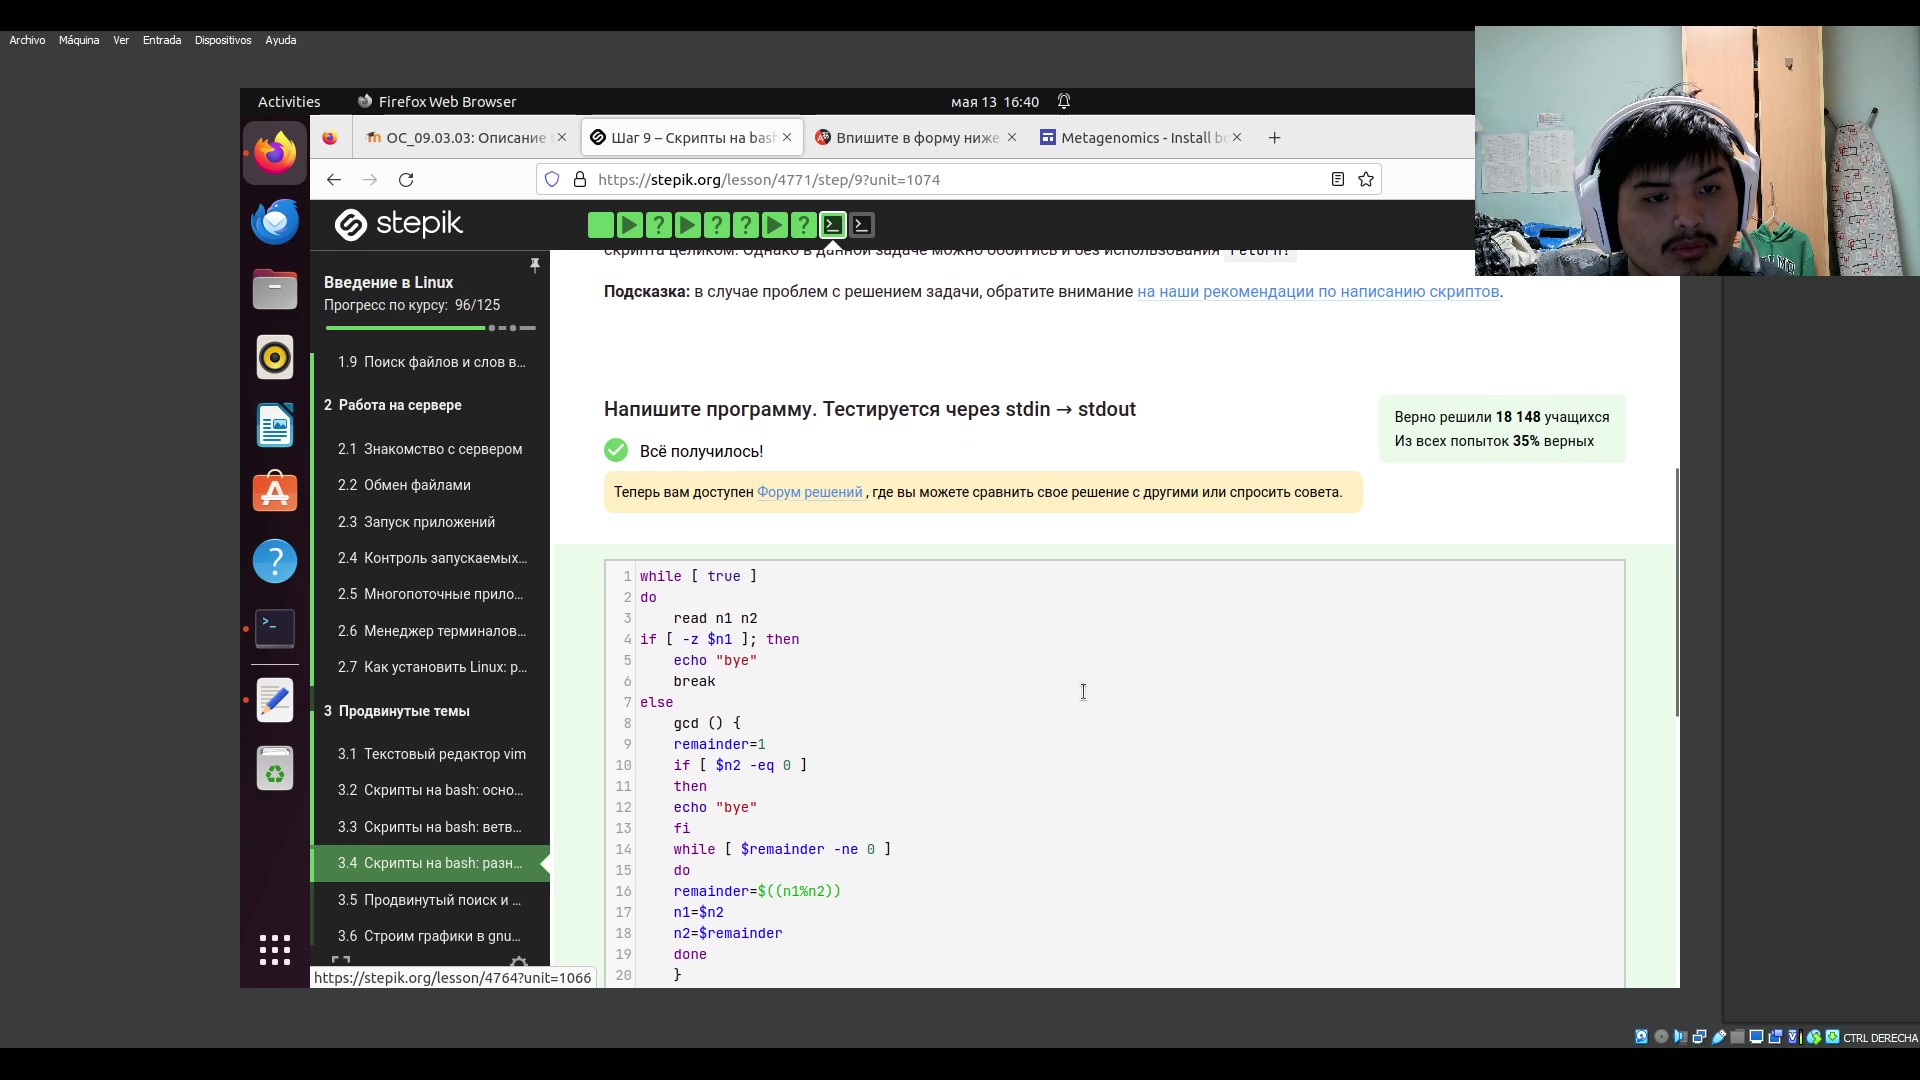 Archivo Máquina Ver Entrada Dispositivos Ayuda
Activities Firefox Web Browser мая 13 16:40
ОС_09.03.03: Описание Шаг 9 – Скрипты на bash Впишите в форму ниже Metagenomics - Install bo
https://stepik.org/lesson/4771/step/9?unit=1074
stepik
скрипта целиком. Однако в данной задаче можно обойтись и без использования return!
Введение в Linux
Прогресс по курсу: 96/125
Подсказка: в случае проблем с решением задачи, обратите внимание на наши рекомендации по написанию скриптов.
1.9 Поиск файлов и слов в...
2 Работа на сервере
2.1 Знакомство с сервером
2.2 Обмен файлами
2.3 Запуск приложений
2.4 Контроль запускаемых...
2.5 Многопоточные прило...
2.6 Менеджер терминалов...
2.7 Как установить Linux: р...
3 Продвинутые темы
3.1 Текстовый редактор vim
3.2 Скрипты на bash: осно...
3.3 Скрипты на bash: ветв...
3.4 Скрипты на bash: разн...
3.5 Продвинутый поиск и ...
3.6 Строим графики в gnu...
https://stepik.org/lesson/4764?unit=1066
Напишите программу. Тестируется через stdin → stdout
Верно решили 18 148 учащихся
Из всех попыток 35% верных
Всё получилось!
Теперь вам доступен Форум решений , где вы можете сравнить свое решение с другими или спросить совета.
1 while [ true ]
2 do
3 read n1 n2
4 if [ -z $n1 ]; then
5 echo "bye"
6 break
7 else
8 gcd () {
9 remainder=1
10 if [ $n2 -eq 0 ]
11 then
12 echo "bye"
13 fi
14 while [ $remainder -ne 0 ]
15 do
16 remainder=$((n1%n2))
17 n1=$n2
18 n2=$remainder
19 done
20 }
CTRL DERECHA